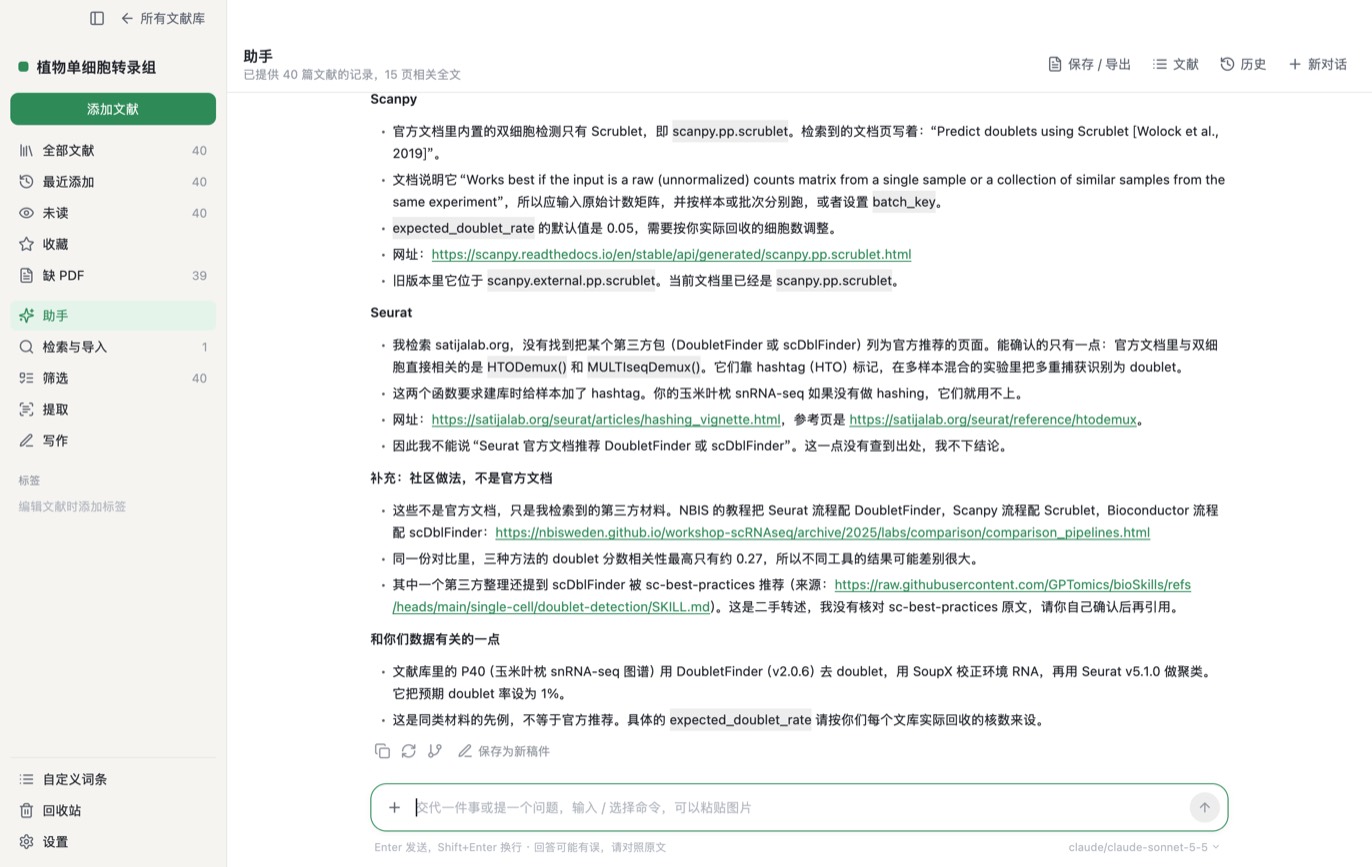 所有文献库
植物单细胞转录组
添加文献
全部文献 40
最近添加 40
未读 40
收藏
缺 PDF 39
助手
检索与导入 1
筛选 40
提取
写作
标签
编辑文献时添加标签
自定义词条
回收站
设置
助手
已提供 40 篇文献的记录，15 页相关全文
保存 / 导出 文献 历史 新对话
Scanpy
• 官方文档里内置的双细胞检测只有 Scrublet，即 scanpy.pp.scrublet。检索到的文档页写着：“Predict doublets using Scrublet [Wolock et al.,
2019]”。
• 文档说明它 “Works best if the input is a raw (unnormalized) counts matrix from a single sample or a collection of similar samples from the
same experiment”，所以应输入原始计数矩阵，并按样本或批次分别跑，或者设置 batch_key。
• expected_doublet_rate 的默认值是 0.05，需要按你实际回收的细胞数调整。
• 网址：https://scanpy.readthedocs.io/en/stable/api/generated/scanpy.pp.scrublet.html
• 旧版本里它位于 scanpy.external.pp.scrublet。当前文档里已经是 scanpy.pp.scrublet。
Seurat
• 我检索 satijalab.org，没有找到把某个第三方包（DoubletFinder 或 scDblFinder）列为官方推荐的页面。能确认的只有一点：官方文档里与双细
胞直接相关的是 HTODemux() 和 MULTIseqDemux()。它们靠 hashtag（HTO）标记，在多样本混合的实验里把多重捕获识别为 doublet。
• 这两个函数要求建库时给样本加了 hashtag。你的玉米叶枕 snRNA-seq 如果没有做 hashing，它们就用不上。
• 网址：https://satijalab.org/seurat/articles/hashing_vignette.html，参考页是 https://satijalab.org/seurat/reference/htodemux。
• 因此我不能说 “Seurat 官方文档推荐 DoubletFinder 或 scDblFinder”。这一点没有查到出处，我不下结论。
补充：社区做法，不是官方文档
• 这些不是官方文档，只是我检索到的第三方材料。NBIS 的教程把 Seurat 流程配 DoubletFinder，Scanpy 流程配 Scrublet，Bioconductor 流程
配 scDblFinder：https://nbisweden.github.io/workshop-scRNAseq/archive/2025/labs/comparison/comparison_pipelines.html
• 同一份对比里，三种方法的 doublet 分数相关性最高只有约 0.27，所以不同工具的结果可能差别很大。
• 其中一个第三方整理还提到 scDblFinder 被 sc-best-practices 推荐（来源：https://raw.githubusercontent.com/GPTomics/bioSkills/refs
/heads/main/single-cell/doublet-detection/SKILL.md）。这是二手转述，我没有核对 sc-best-practices 原文，请你自己确认后再引用。
和你们数据有关的一点
• 文献库里的 P40（玉米叶枕 snRNA-seq 图谱）用 DoubletFinder (v2.0.6) 去 doublet，用 SoupX 校正环境 RNA，再用 Seurat v5.1.0 做聚类。
它把预期 doublet 率设为 1%。
• 这是同类材料的先例，不等于官方推荐。具体的 expected_doublet_rate 请按你们每个文库实际回收的核数来设。
保存为新稿件
交代一件事或提一个问题，输入 / 选择命令，可以粘贴图片
Enter 发送，Shift+Enter 换行 · 回答可能有误，请对照原文
claude/claude-sonnet-5-5